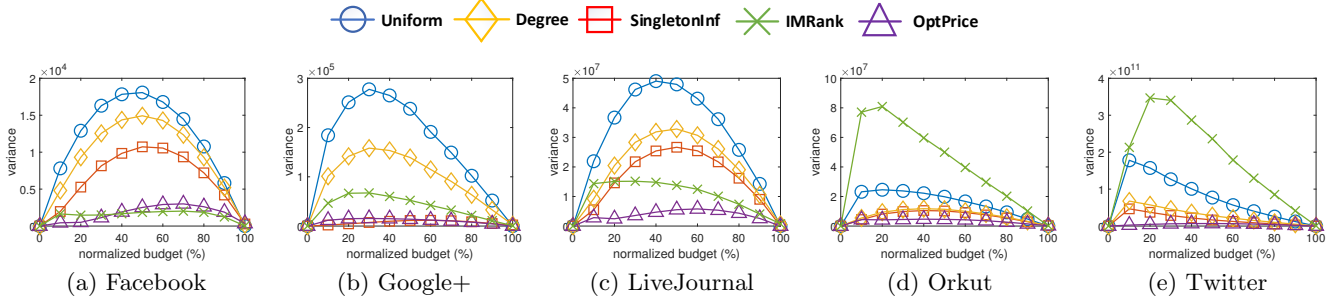 Uniform Degree SingletonInf IMRank OptPrice
×10^4
2
1.5
1
0.5
0
variance
0 20 40 60 80 100
normalized budget (%)
(a) Facebook
×10^5
3
2
1
0
variance
0 20 40 60 80 100
normalized budget (%)
(b) Google+
×10^7
5
4
3
2
1
0
variance
0 20 40 60 80 100
normalized budget (%)
(c) LiveJournal
×10^7
10
8
6
4
2
0
variance
0 20 40 60 80 100
normalized budget (%)
(d) Orkut
×10^11
4
3
2
1
0
variance
0 20 40 60 80 100
normalized budget (%)
(e) Twitter